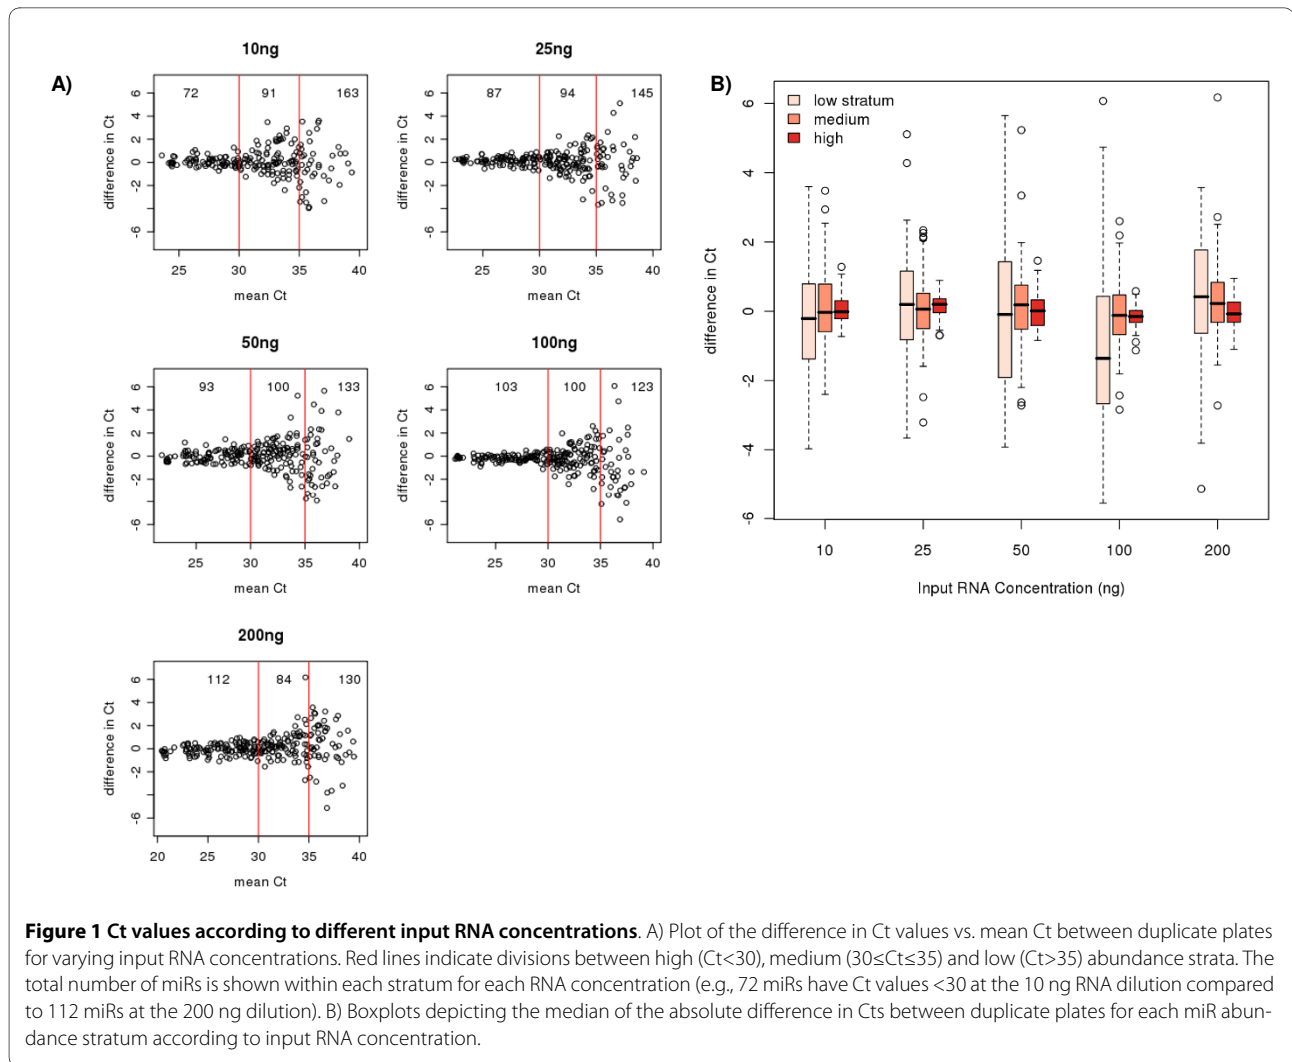 A)
10ng
72 91 163
6
4
2
0
-2
-6
difference in Ct
25 30 35 40
mean Ct
25ng
87 94 145
6
4
2
0
-2
-6
difference in Ct
25 30 35 40
mean Ct
50ng
93 100 133
6
4
2
0
-2
-6
difference in Ct
25 30 35 40
mean Ct
100ng
103 100 123
6
4
2
0
-2
-6
difference in Ct
25 30 35 40
mean Ct
200ng
112 84 130
6
4
2
0
-2
-6
difference in Ct
20 25 30 35 40
mean Ct
B)
low stratum
medium
high
6
4
2
0
-2
-4
-6
difference in Ct
10 25 50 100 200
Input RNA Concentration (ng)
Figure 1 Ct values according to different input RNA concentrations. A) Plot of the difference in Ct values vs. mean Ct between duplicate plates
for varying input RNA concentrations. Red lines indicate divisions between high (Ct<30), medium (30≤Ct≤35) and low (Ct>35) abundance strata. The
total number of miRs is shown within each stratum for each RNA concentration (e.g., 72 miRs have Ct values <30 at the 10 ng RNA dilution compared
to 112 miRs at the 200 ng dilution). B) Boxplots depicting the median of the absolute difference in Cts between duplicate plates for each miR abun-
dance stratum according to input RNA concentration.